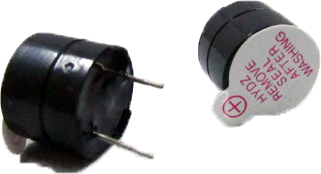 HYDZ
REMOVE
SEAL
AFTER
WASHING
+